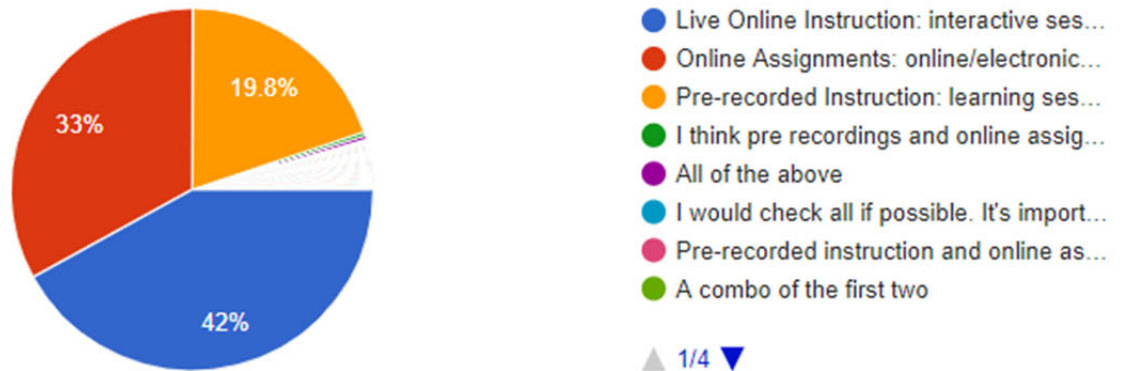 19.8%
33%
42%
Live Online Instruction: interactive ses...
Online Assignments: online/electronic...
Pre-recorded Instruction: learning ses...
I think pre recordings and online assig...
All of the above
I would check all if possible. It's import...
Pre-recorded instruction and online as...
A combo of the first two
1/4